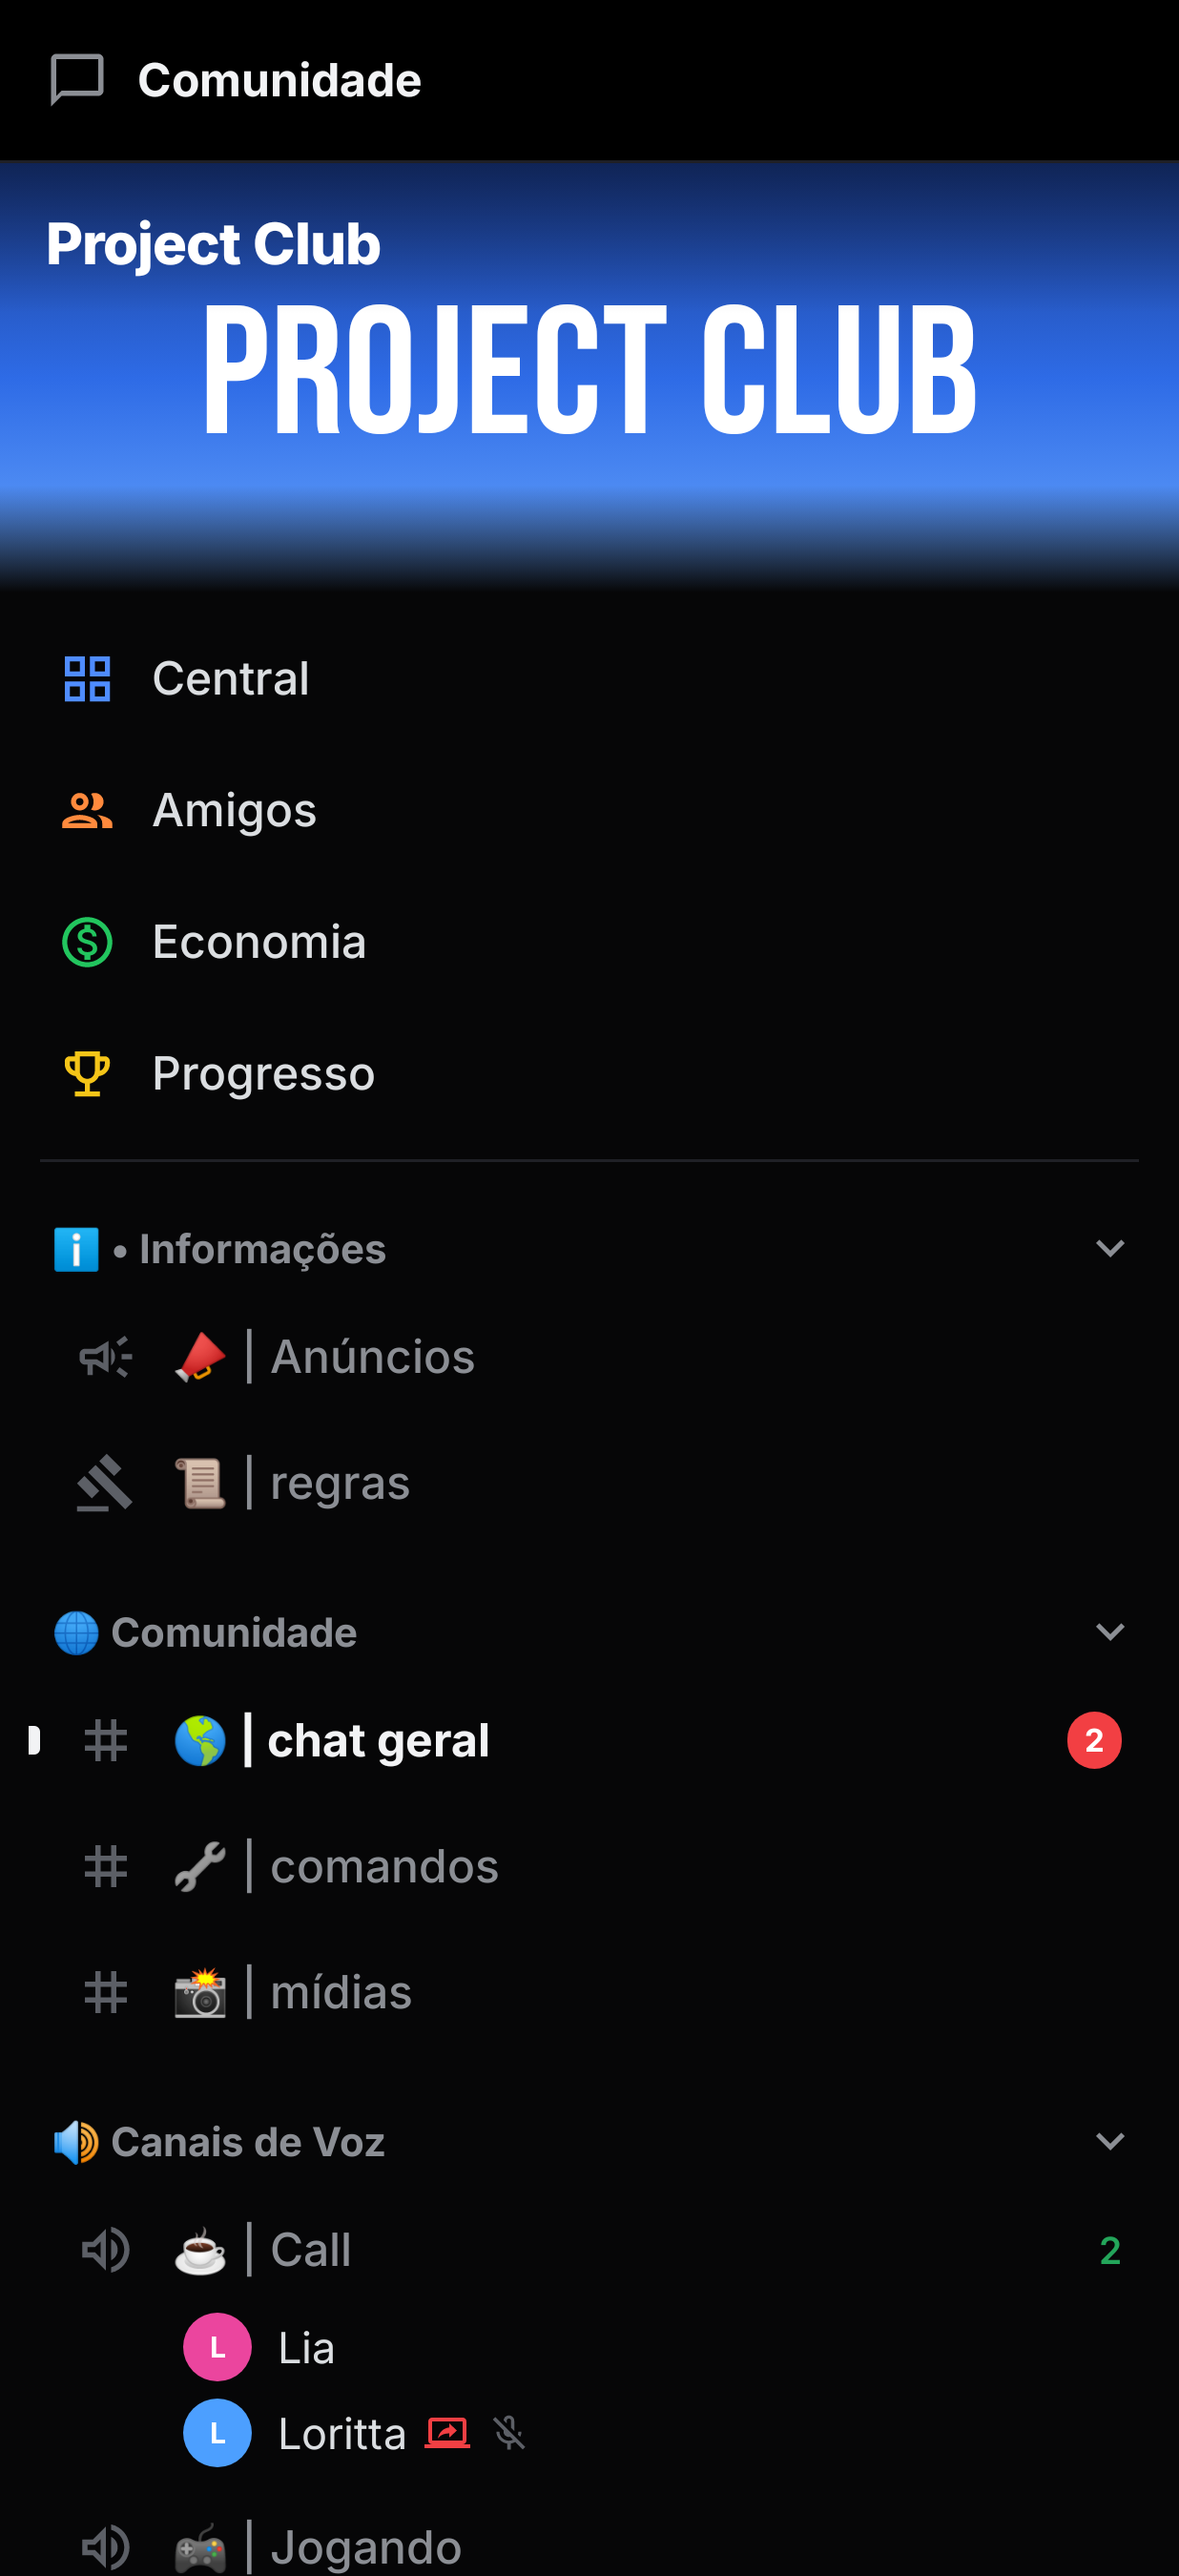 Comunidade
Project Club
PROJECT CLUB
Central
Amigos
Economia
Progresso
ℹ️ • Informações
📣 | Anúncios
📜 | regras
🌐 Comunidade
🌎 | chat geral 2
🔧 | comandos
📸 | mídias
🔊 Canais de Voz
☕ | Call 2
L Lia
L Loritta
🎮 | Jogando